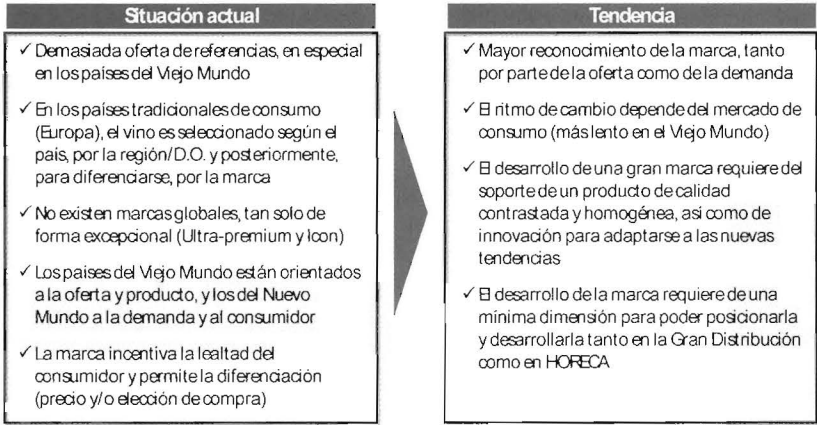 Situación actual
✓ Demasiada oferta de referencias, en especial
en los países del Viejo Mundo
✓ En los países tradicionales de consumo
(Europa), el vino es seleccionado según el
país, por la región/D.O. y posteriormente,
para diferenciarse, por la marca
✓ No existen marcas globales, tan solo de
forma excepcional (Ultra-premium y Icon)
✓ Los países del Viejo Mundo están orientados
a la oferta y producto, y los del Nuevo
Mundo a la demanda y al consumidor
✓ La marca incentiva la lealtad del
consumidor y permite la diferenciación
(precio y/o elección de compra)
Tendencia
✓ Mayor reconocimiento de la marca, tanto
por parte de la oferta como de la demanda
✓ El ritmo de cambio depende del mercado de
consumo (más lento en el Viejo Mundo)
✓ El desarrollo de una gran marca requiere del
soporte de un producto de calidad
contrastada y homogénea, así como de
innovación para adaptarse a las nuevas
tendencias
✓ El desarrollo de la marca requiere de una
mínima dimensión para poder posicionarla
y desarrollarla tanto en la Gran Distribución
como en HORECA